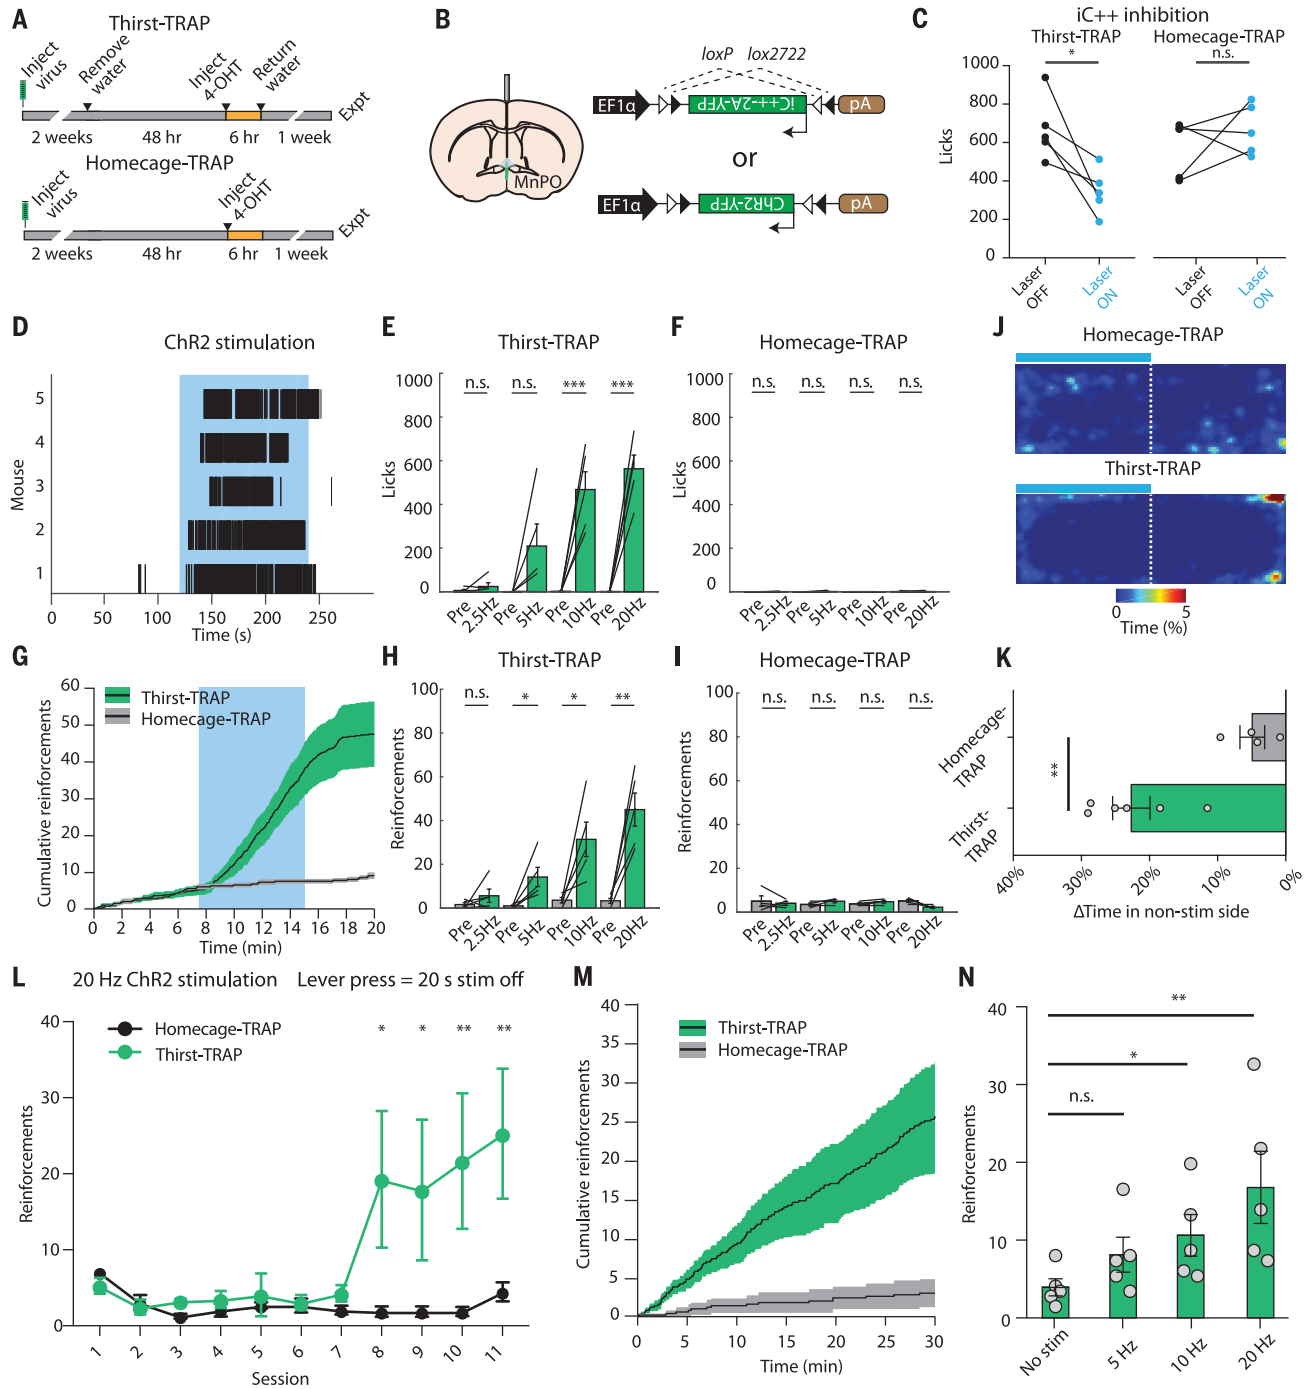 A
Thirst-TRAP
Inject virus
Remove water
Inject 4-OHT
Return water
Expt
2 weeks
48 hr
6 hr
1 week
Homecage-TRAP
Inject virus
Inject 4-OHT
Expt
2 weeks
48 hr
6 hr
1 week
B
MnPO
loxP
lox2722
EF1α
iC++-2A-YFP
pA
or
EF1α
ChR2-YFP
pA
C
iC++ inhibition
Thirst-TRAP
Homecage-TRAP
*
n.s.
Licks
1000
800
600
400
200
0
Laser OFF
Laser ON
Laser OFF
Laser ON
D
ChR2 stimulation
Mouse
5
4
3
2
1
0
50
100
150
200
250
Time (s)
E
Thirst-TRAP
n.s.
n.s.
***
***
Licks
1000
800
600
400
200
0
Pre
2.5Hz
Pre
5Hz
Pre
10Hz
Pre
20Hz
F
Homecage-TRAP
n.s.
n.s.
n.s.
n.s.
Licks
1000
800
600
400
200
0
Pre
2.5Hz
Pre
5Hz
Pre
10Hz
Pre
20Hz
J
Homecage-TRAP
Thirst-TRAP
0
5
Time (%)
G
Thirst-TRAP
Homecage-TRAP
Cumulative reinforcements
60
50
40
30
20
10
0
0
2
4
6
8
10
12
14
16
18
20
Time (min)
H
Thirst-TRAP
n.s.
*
*
**
Reinforcements
100
80
60
40
20
0
Pre
2.5Hz
Pre
5Hz
Pre
10Hz
Pre
20Hz
I
Homecage-TRAP
n.s.
n.s.
n.s.
n.s.
Reinforcements
100
80
60
40
20
0
Pre
2.5Hz
Pre
5Hz
Pre
10Hz
Pre
20Hz
K
Homecage-TRAP
Thirst-TRAP
**
40%
30%
20%
10%
0%
ΔTime in non-stim side
L
20 Hz ChR2 stimulation Lever press = 20 s stim off
Homecage-TRAP
Thirst-TRAP
*
*
**
**
Reinforcements
40
30
20
10
0
1
2
3
4
5
6
7
8
9
10
11
Session
M
Thirst-TRAP
Homecage-TRAP
Cumulative reinforcements
40
35
30
25
20
15
10
5
0
0
5
10
15
20
25
30
Time (min)
N
**
*
n.s.
Reinforcements
40
30
20
10
0
No stim
5 Hz
10 Hz
20 Hz